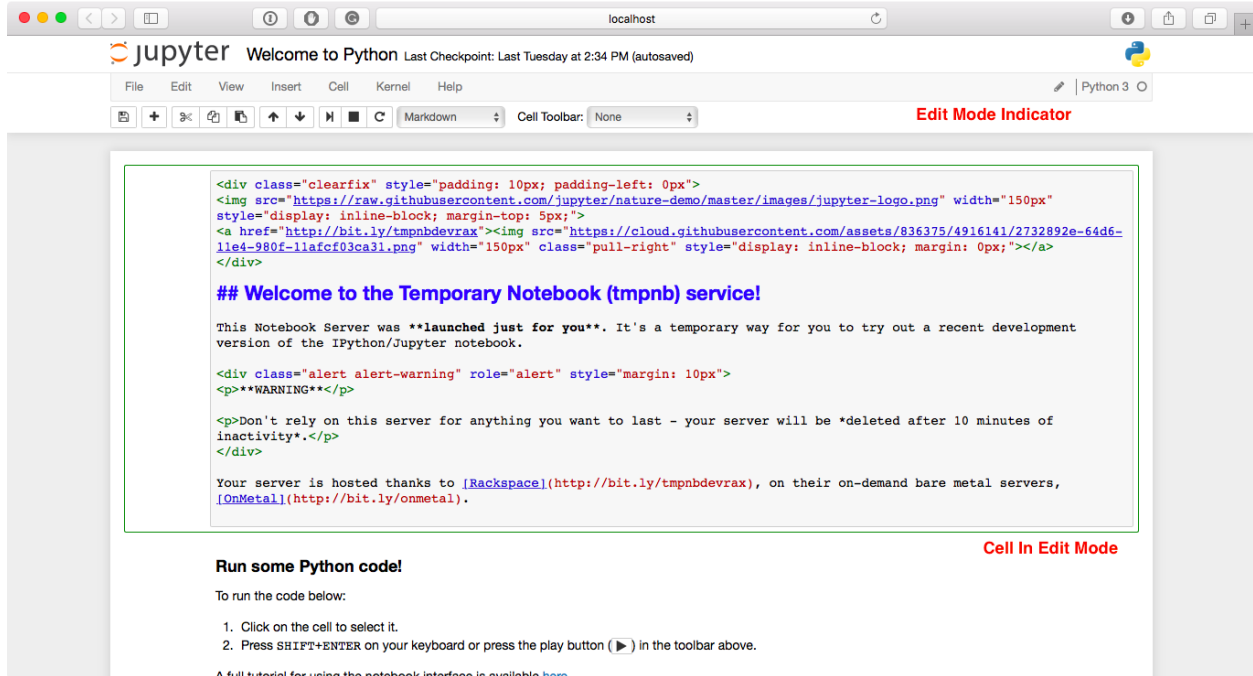 localhost
jupyter Welcome to Python Last Checkpoint: Last Tuesday at 2:34 PM (autosaved)
File Edit View Insert Cell Kernel Help Python 3
Markdown Cell Toolbar: None
Edit Mode Indicator
<div class="clearfix" style="padding: 10px; padding-left: 0px">
<img src="https://raw.githubusercontent.com/jupyter/nature-demo/master/images/jupyter-logo.png" width="150px"
style="display: inline-block; margin-top: 5px;">
<a href="http://bit.ly/tmpnbdevrax"><img src="https://cloud.githubusercontent.com/assets/836375/4916141/2732892e-64d6-
11e4-980f-11afcf03ca31.png" width="150px" class="pull-right" style="display: inline-block; margin: 0px;"></a>
</div>
## Welcome to the Temporary Notebook (tmpnb) service!
This Notebook Server was **launched just for you**. It's a temporary way for you to try out a recent development
version of the IPython/Jupyter notebook.
<div class="alert alert-warning" role="alert" style="margin: 10px">
<p>**WARNING**</p>
<p>Don't rely on this server for anything you want to last - your server will be *deleted after 10 minutes of
inactivity*.</p>
</div>
Your server is hosted thanks to [Rackspace](http://bit.ly/tmpnbdevrax), on their on-demand bare metal servers,
[OnMetal](http://bit.ly/onmetal).
Cell In Edit Mode
Run some Python code!
To run the code below:
1. Click on the cell to select it.
2. Press SHIFT+ENTER on your keyboard or press the play button (▶) in the toolbar above.
A full tutorial for using the notebook interface is available here